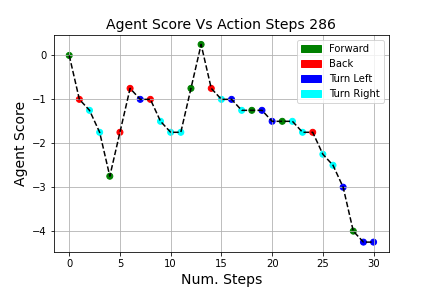 Agent Score Vs Action Steps 286
Forward
Back
Turn Left
Turn Right
Agent Score
0
−1
−2
−3
−4
0 5 10 15 20 25 30
Num. Steps